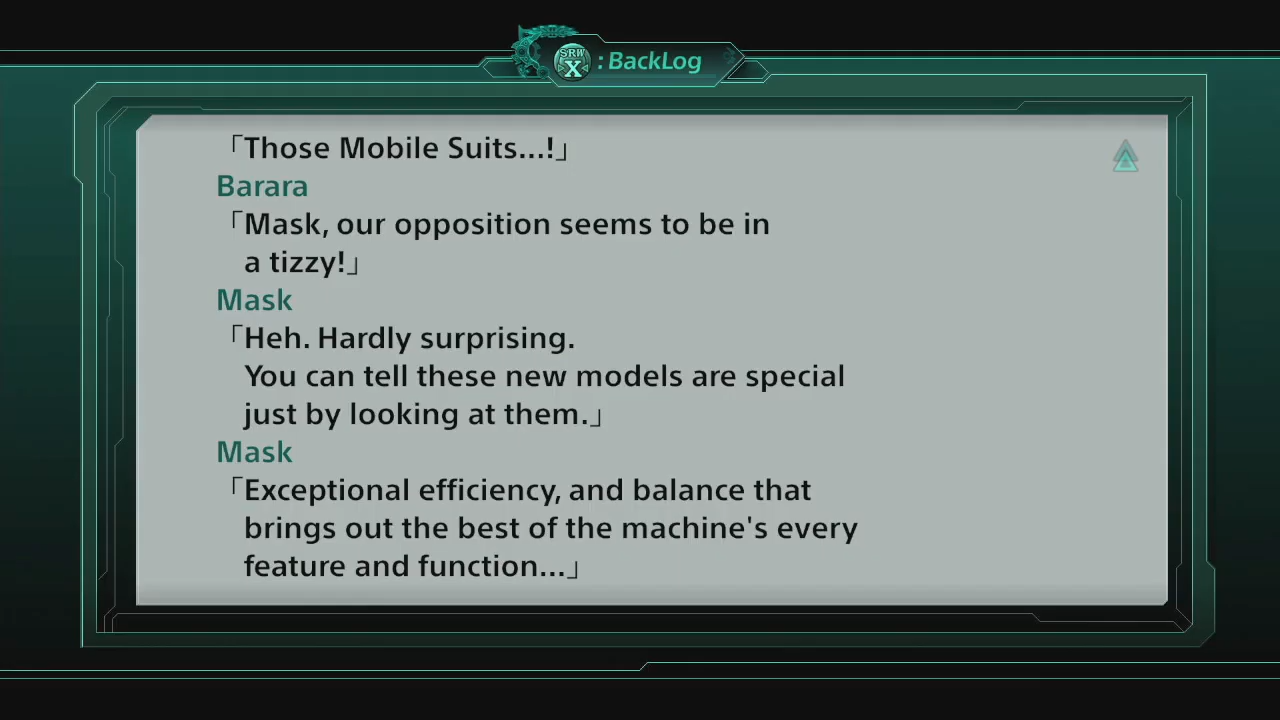 SRW
X : BackLog
「Those Mobile Suits...!」
Barara
「Mask, our opposition seems to be in
a tizzy!」
Mask
「Heh. Hardly surprising.
You can tell these new models are special
just by looking at them.」
Mask
「Exceptional efficiency, and balance that
brings out the best of the machine's every
feature and function...」